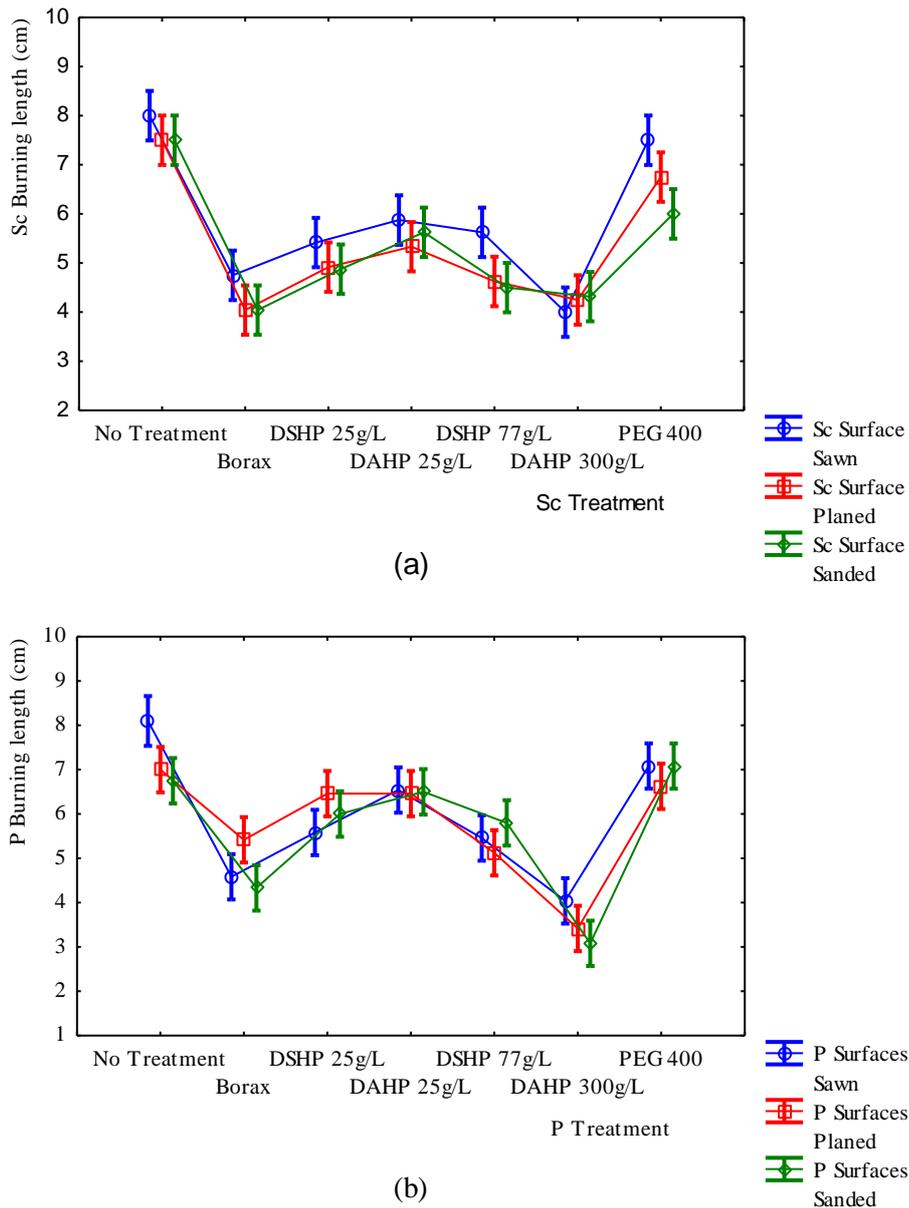 10
9
8
7
6
5
4
3
2
Sc Burning length (cm)
No Treatment
DSHP 25g/L
DSHP 77g/L
PEG 400
Borax
DAHP 25g/L
DAHP 300g/L
Sc Treatment
Sc Surface
Sawn
Sc Surface
Planed
Sc Surface
Sanded
(a)
10
9
8
7
6
5
4
3
2
1
P Burning length (cm)
No Treatment
DSHP 25g/L
DSHP 77g/L
PEG 400
Borax
DAHP 25g/L
DAHP 300g/L
P Treatment
P Surfaces
Sawn
P Surfaces
Planed
P Surfaces
Sanded
(b)